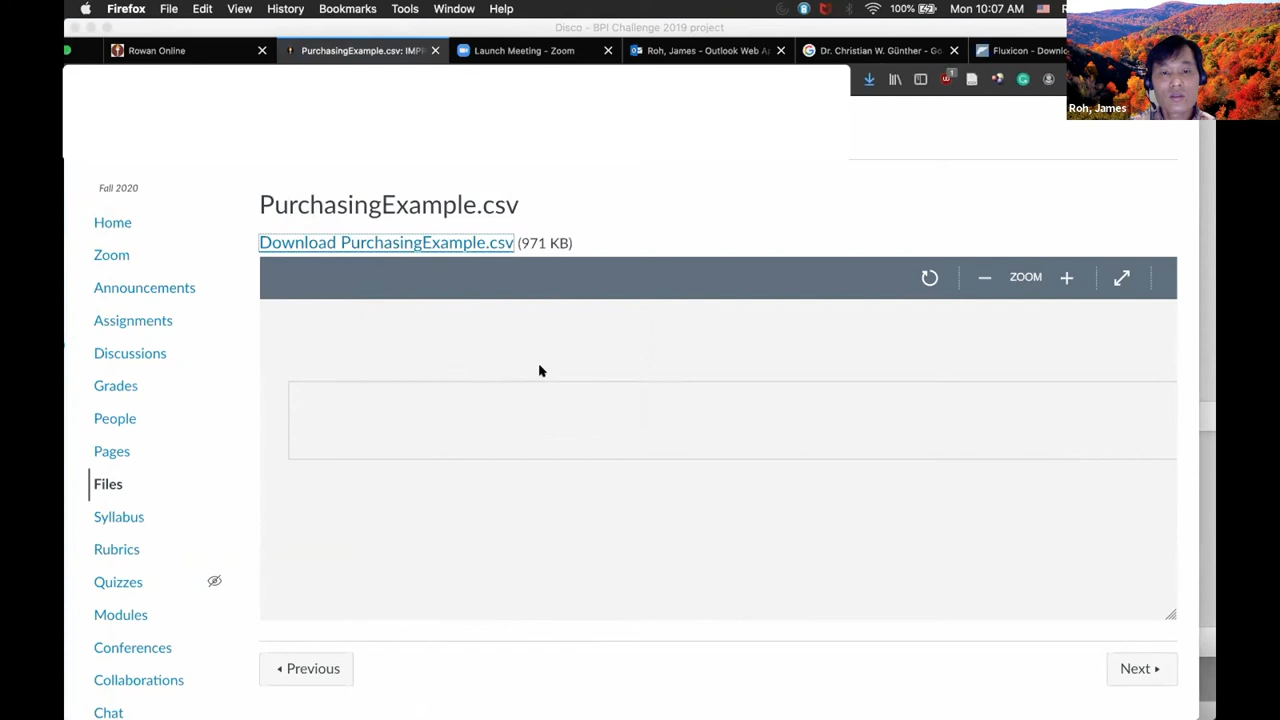 Firefox File Edit View History Bookmarks Tools Window Help 100% Mon 10:07 AM
Disco - BPI Challenge 2019 project
Rowan Online
PurchasingExample.csv: IMPR
Launch Meeting - Zoom
Roh, James - Outlook Web A
Dr. Christian W. Günther - Go
Fluxicon - Downlo
1
Roh, James
Fall 2020
Home
Zoom
Announcements
Assignments
Discussions
Grades
People
Pages
Files
Syllabus
Rubrics
Quizzes
Modules
Conferences
Collaborations
Chat
PurchasingExample.csv
Download PurchasingExample.csv (971 KB)
ZOOM
Previous
Next